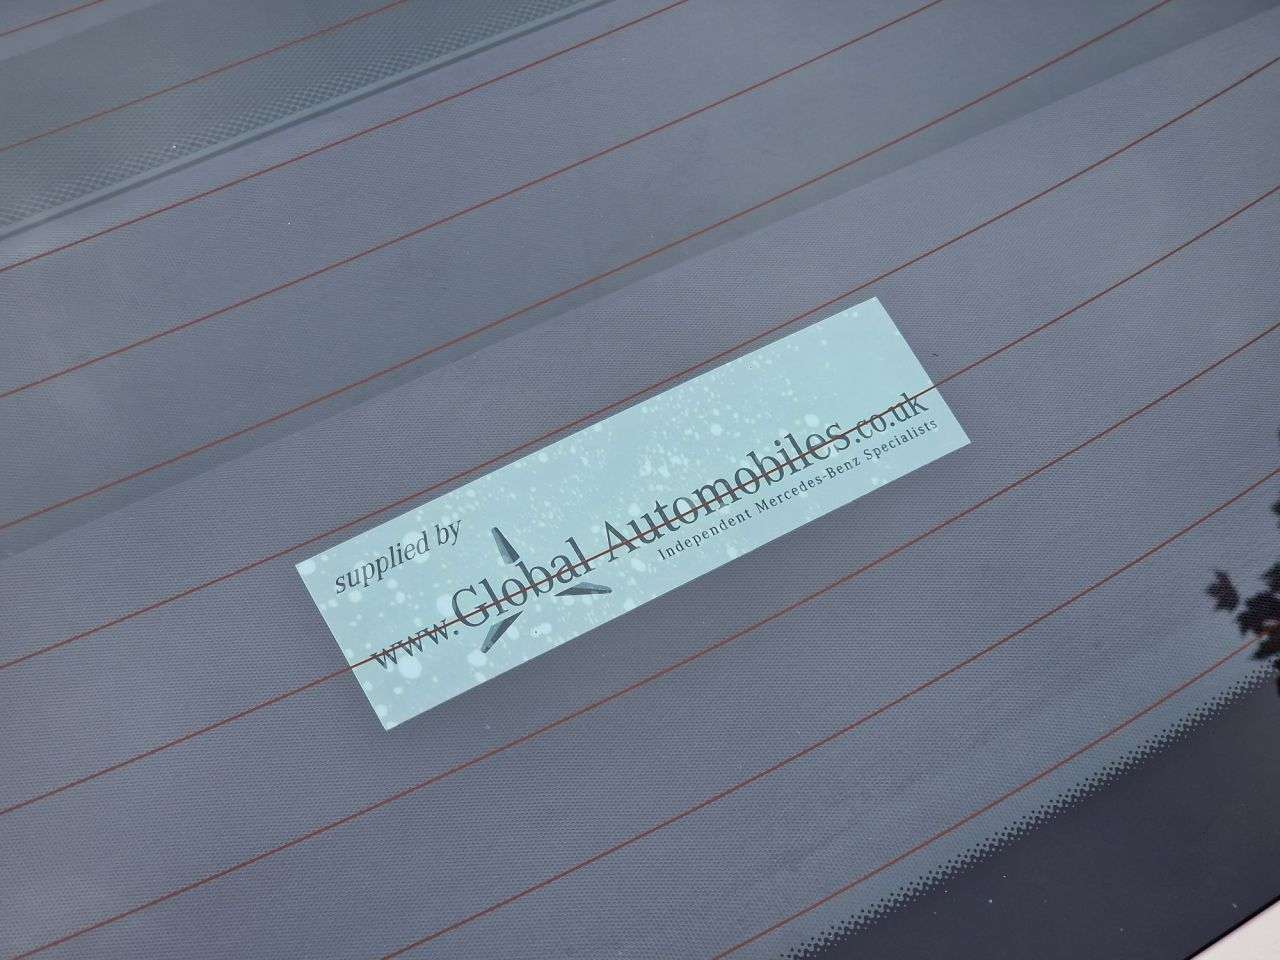 supplied by
www.Global Automobiles.co.uk
Independent Mercedes-Benz Specialists